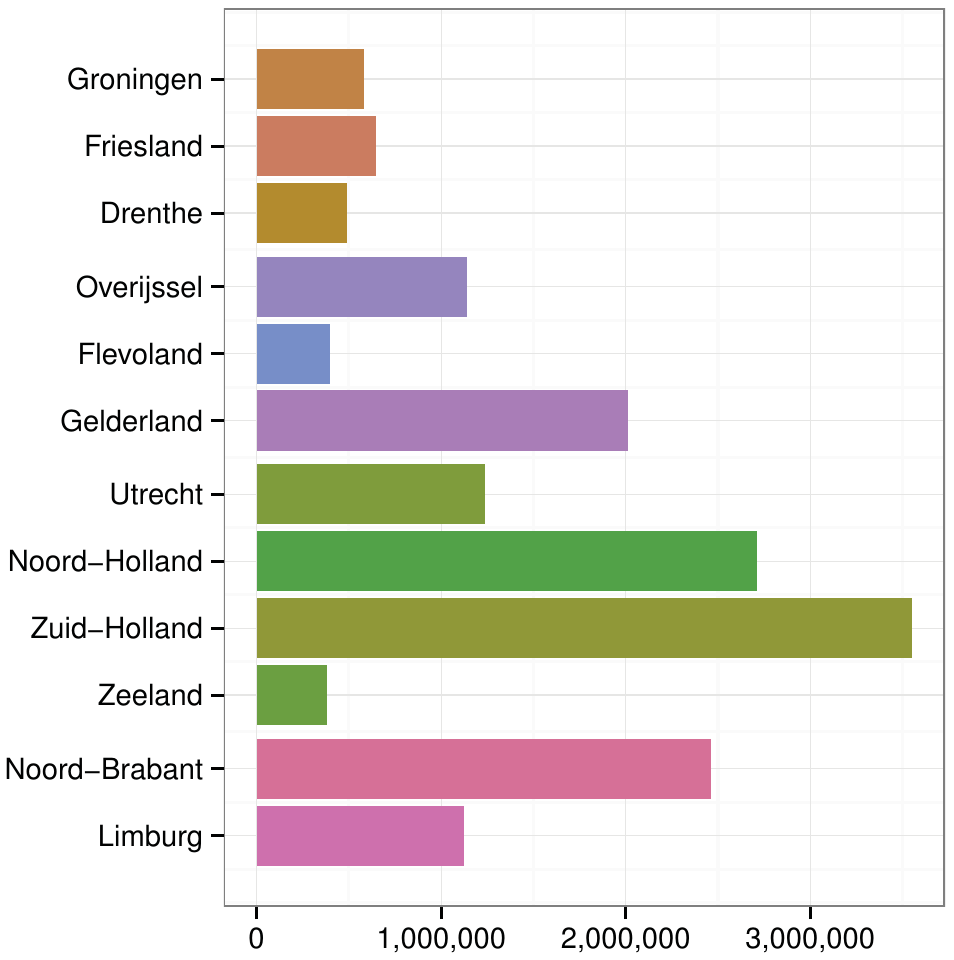 Groningen
Friesland
Drenthe
Overijssel
Flevoland
Gelderland
Utrecht
Noord−Holland
Zuid−Holland
Zeeland
Noord−Brabant
Limburg
0 1,000,000 2,000,000 3,000,000